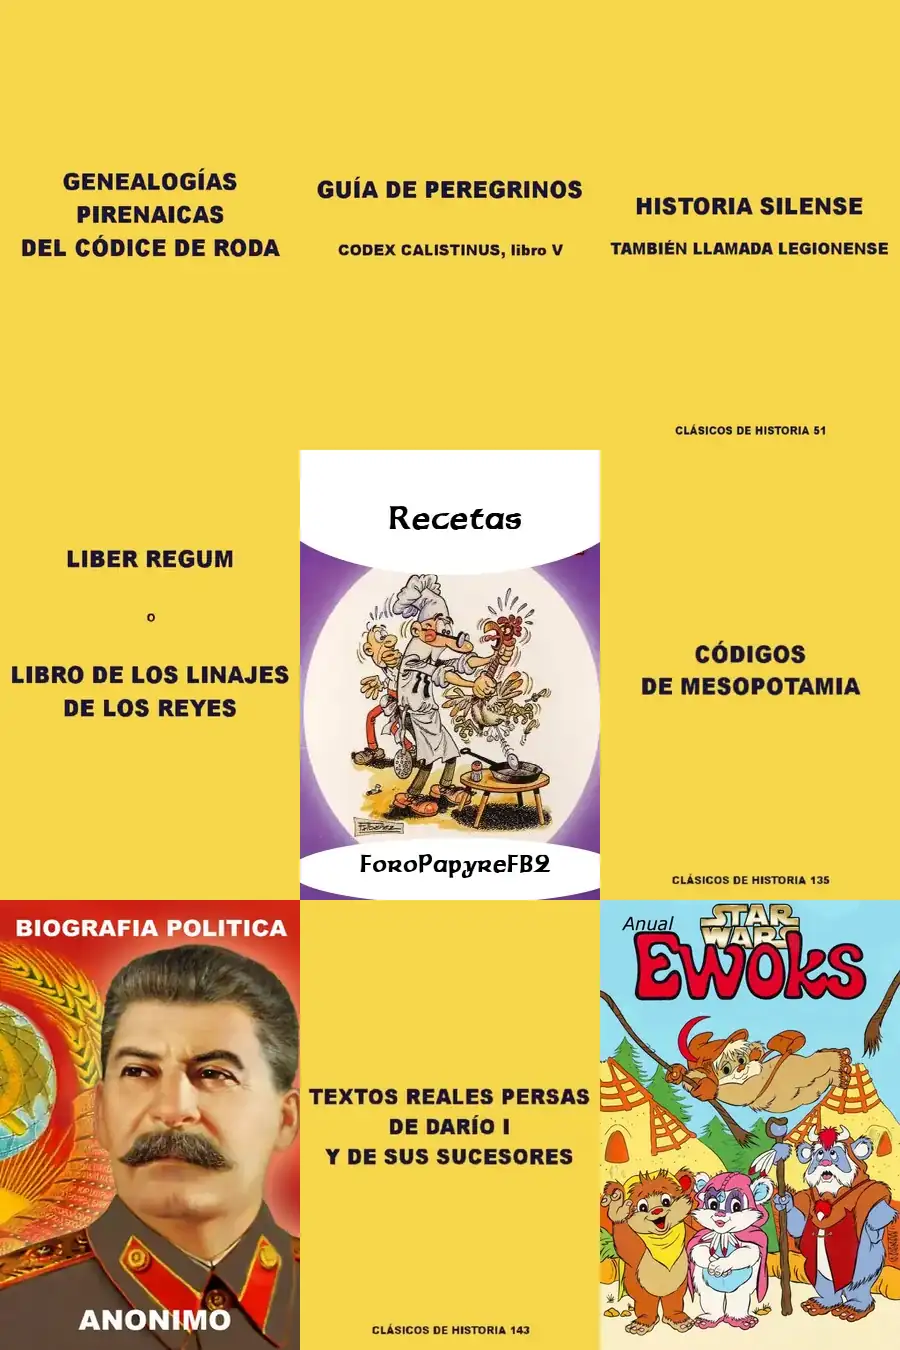 GENEALOGÍAS
PIRENAICAS
DEL CÓDICE DE RODA
GUÍA DE PEREGRINOS
CODEX CALISTINUS, libro V
HISTORIA SILENSE
TAMBIÉN LLAMADA LEGIONENSE
CLÁSICOS DE HISTORIA 51
LIBER REGUM
o
LIBRO DE LOS LINAJES
DE LOS REYES
Recetas
ForoPapyreFB2
CÓDIGOS
DE MESOPOTAMIA
CLÁSICOS DE HISTORIA 135
BIOGRAFIA POLITICA
ANONIMO
TEXTOS REALES PERSAS
DE DARÍO I
Y DE SUS SUCESORES
CLÁSICOS DE HISTORIA 143
Anual
STAR
WARS
EWOKS